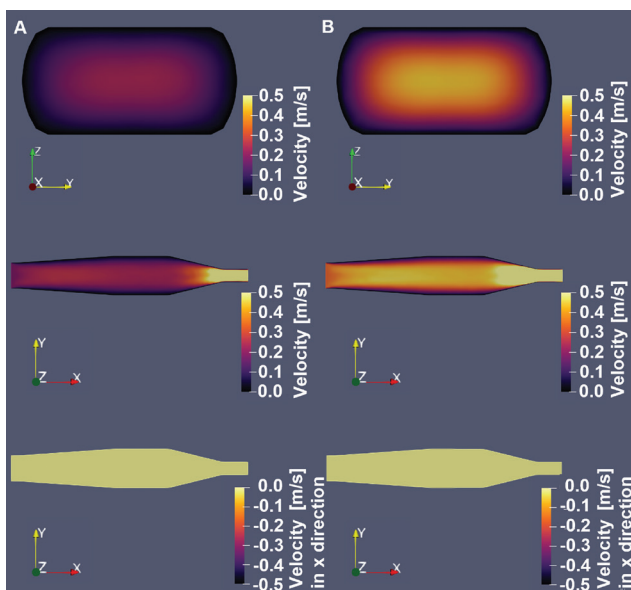 A
B
0.5
0.4
0.3
0.2
0.1
0.0
Velocity [m/s]
Z
X
Y
0.5
0.4
0.3
0.2
0.1
0.0
Velocity [m/s]
Z
X
Y
0.5
0.4
0.3
0.2
0.1
0.0
Velocity [m/s]
Y
Z
X
0.5
0.4
0.3
0.2
0.1
0.0
Velocity [m/s]
Y
Z
X
0.0
-0.1
-0.2
-0.3
-0.4
-0.5
Velocity [m/s]
in x direction
Y
Z
X
0.0
-0.1
-0.2
-0.3
-0.4
-0.5
Velocity [m/s]
in x direction
Y
Z
X